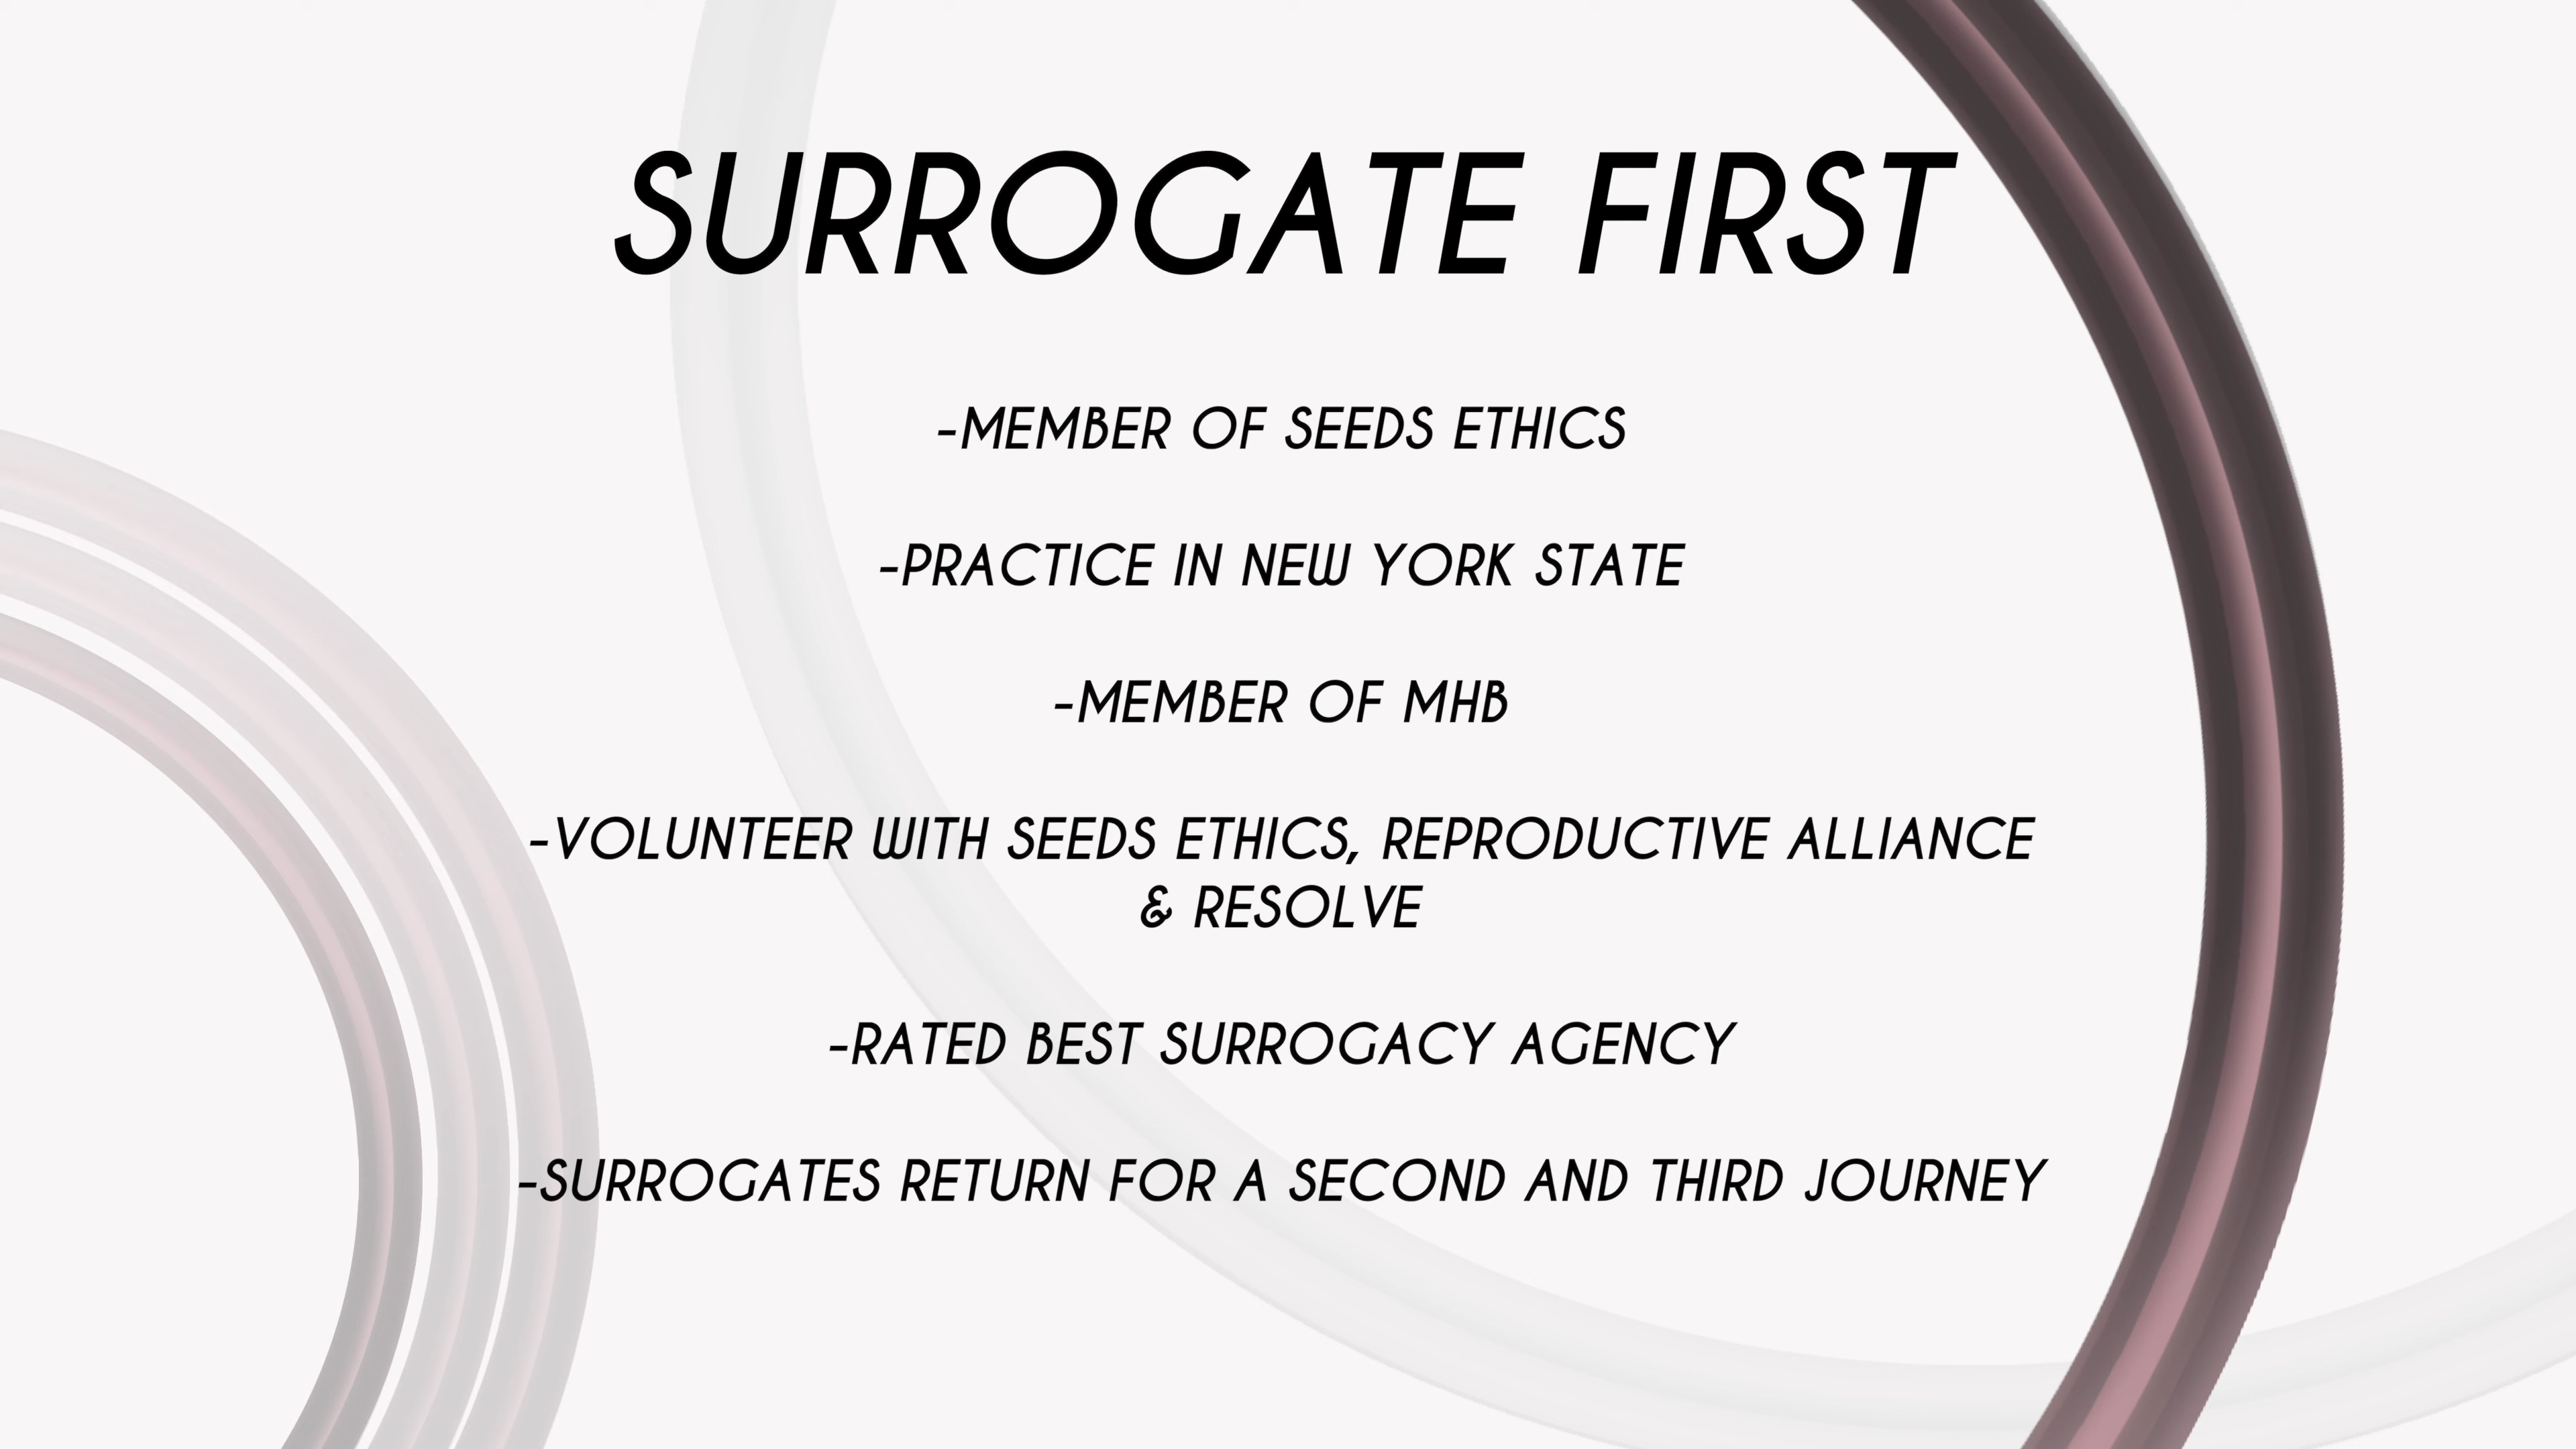 SURROGATE FIRST
-MEMBER OF SEEDS ETHICS
-PRACTICE IN NEW YORK STATE
-MEMBER OF MHB
-VOLUNTEER WITH SEEDS ETHICS, REPRODUCTIVE ALLIANCE
& RESOLVE
-RATED BEST SURROGACY AGENCY
-SURROGATES RETURN FOR A SECOND AND THIRD JOURNEY